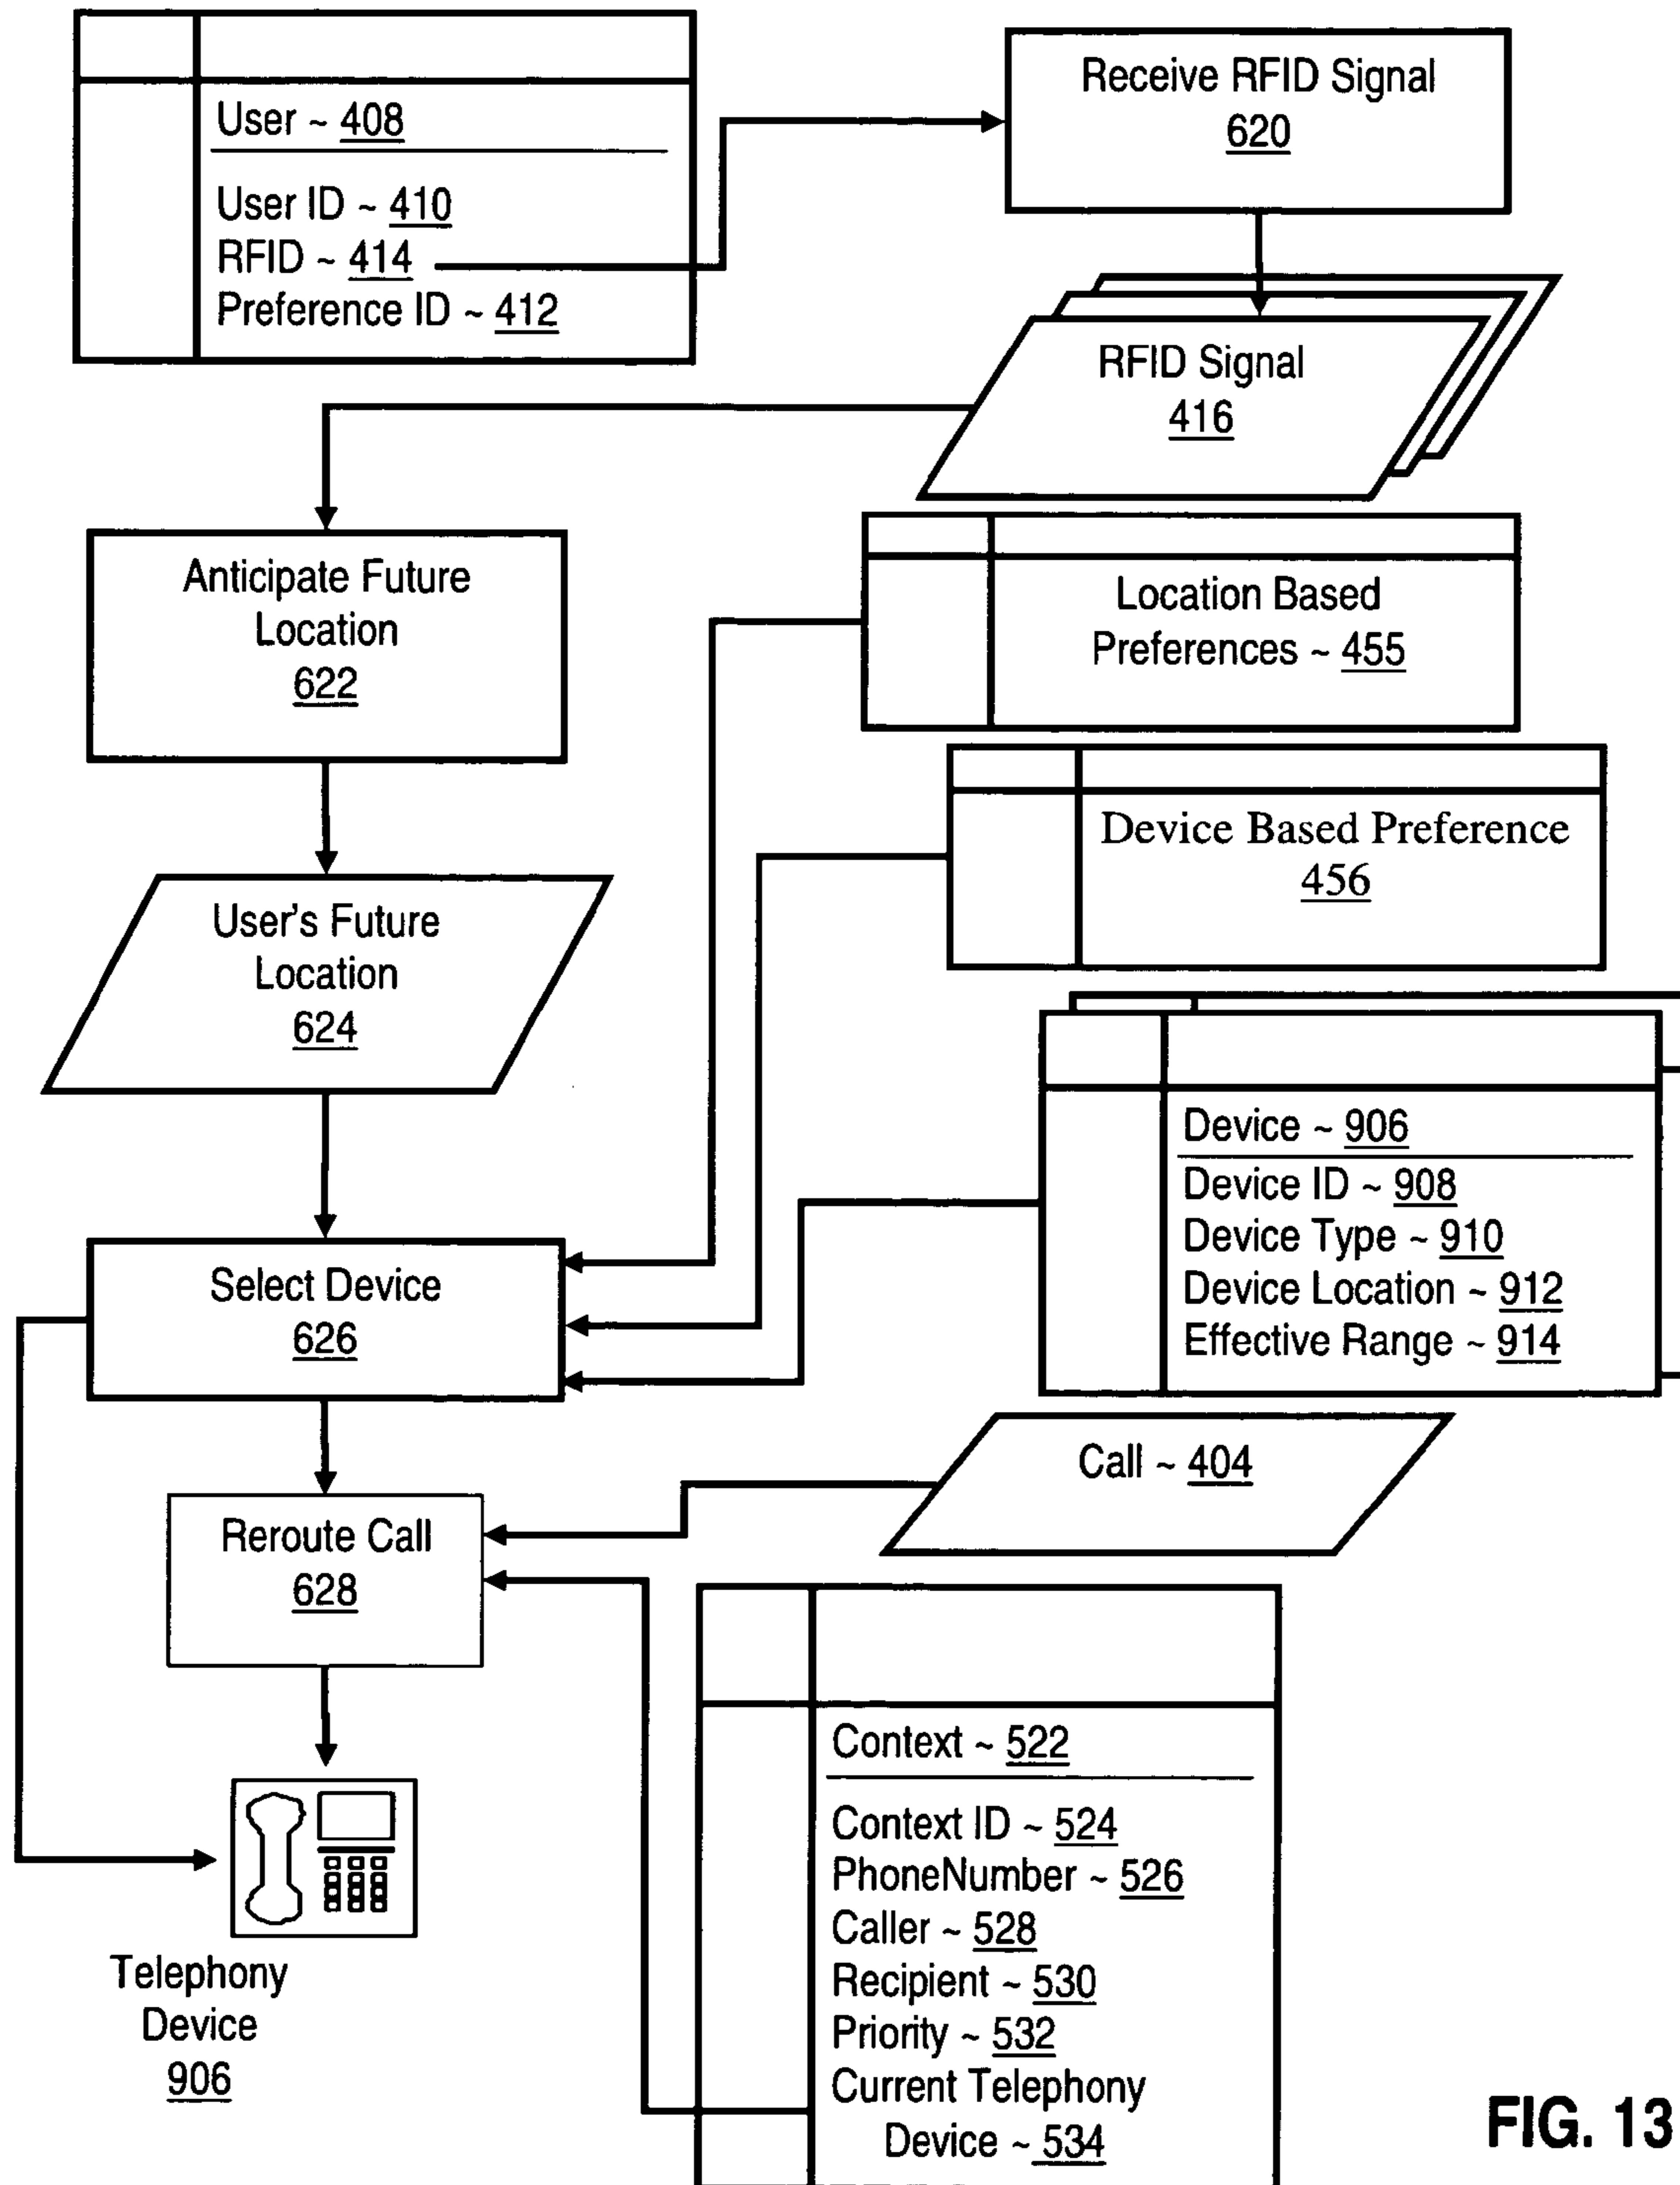 User ~ 408
User ID ~ 410
RFID ~ 414
Preference ID ~ 412
Receive RFID Signal
620
RFID Signal
416
Anticipate Future
Location
622
Location Based
Preferences ~ 455
Device Based Preference
456
User's Future
Location
624
Device ~ 906
Device ID ~ 908
Device Type ~ 910
Device Location ~ 912
Effective Range ~ 914
Select Device
626
Call ~ 404
Reroute Call
628
Context ~ 522
Context ID ~ 524
PhoneNumber ~ 526
Caller ~ 528
Recipient ~ 530
Priority ~ 532
Current Telephony
Device ~ 534
Telephony
Device
906
FIG. 13